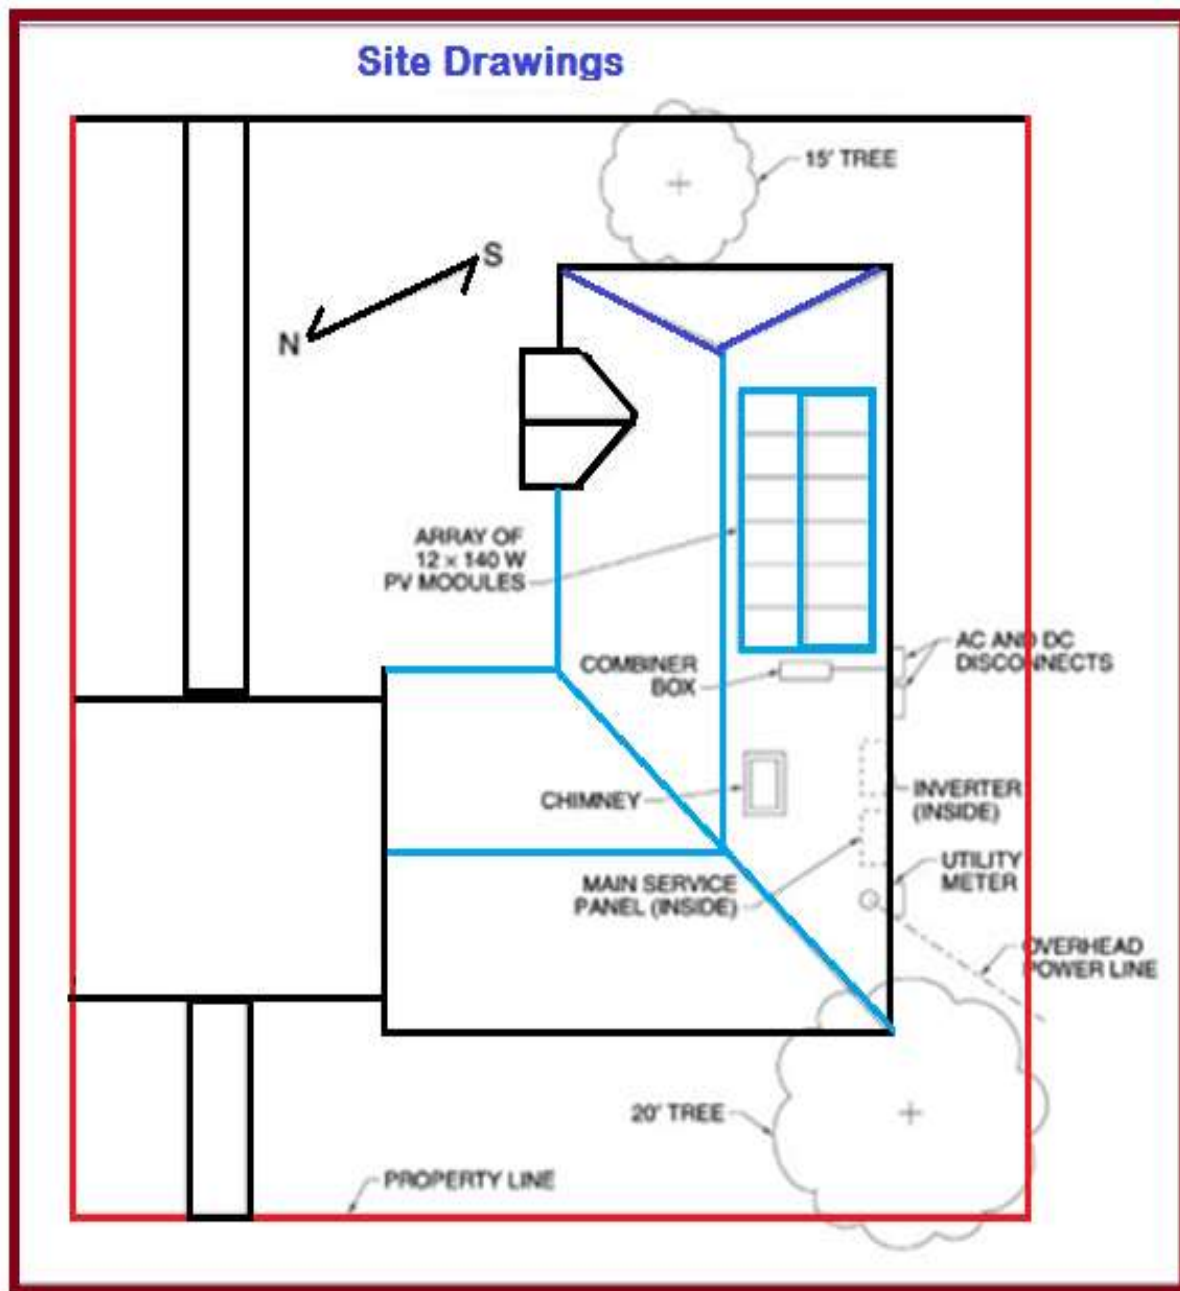 Site Drawings
15' TREE
S
N
ARRAY OF
12 × 140 W
PV MODULES
COMBINER
BOX
AC AND DC
DISCONNECTS
CHIMNEY
INVERTER
(INSIDE)
MAIN SERVICE
PANEL (INSIDE)
UTILITY
METER
OVERHEAD
POWER LINE
20' TREE
PROPERTY LINE